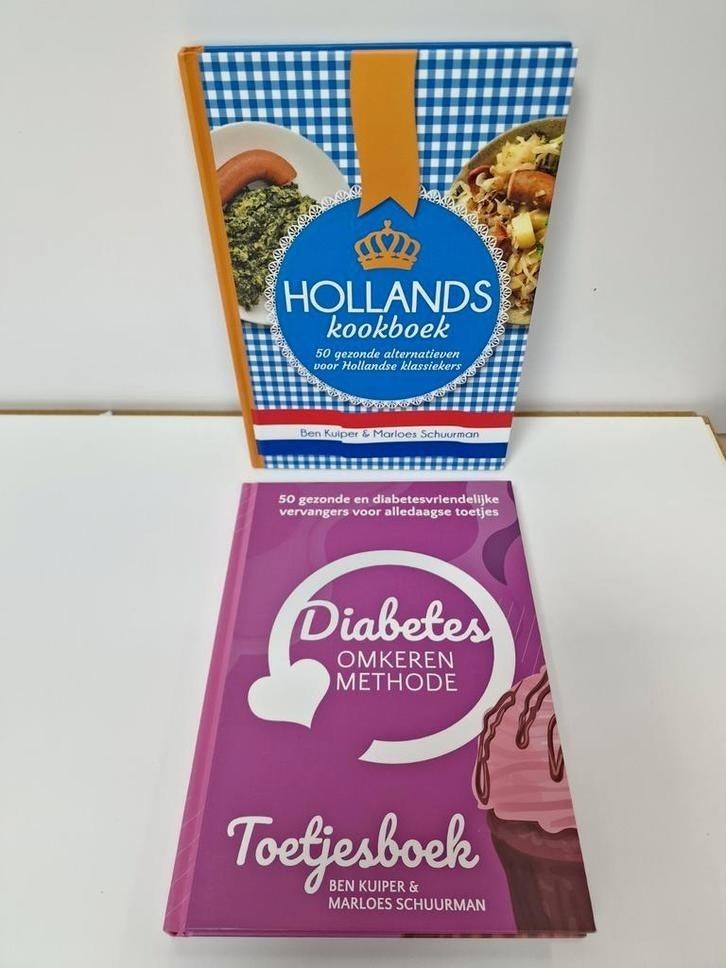 HOLLANDS
kookboek
50 gezonde alternatieven
voor Hollandse klassiekers
Ben Kuiper & Marloes Schuurman
50 gezonde en diabetesvriendelijke
vervangers voor alledaagse toetjes
Diabetes
OMKEREN
METHODE
Toetjesboek
BEN KUIPER &
MARLOES SCHUURMAN